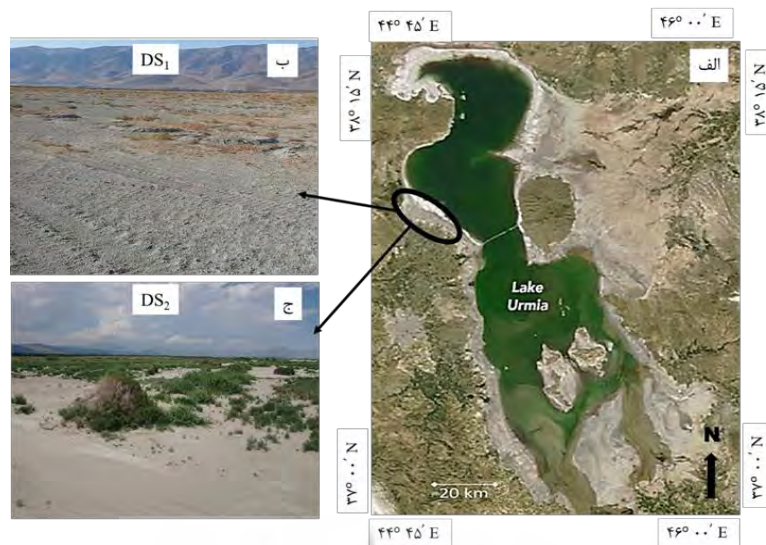 ۴۴° ۴۵′ E
۴۶° ۰۰′ E
DS₁
ب
الف
۳۸° ۱۵′ N
۳۸° ۱۵′ N
DS₂
ج
Lake
Urmia
۳۷° ۰۰′ N
۳۷° ۰۰′ N
N
20 km
۴۴° ۴۵′ E
۴۶° ۰۰′ E